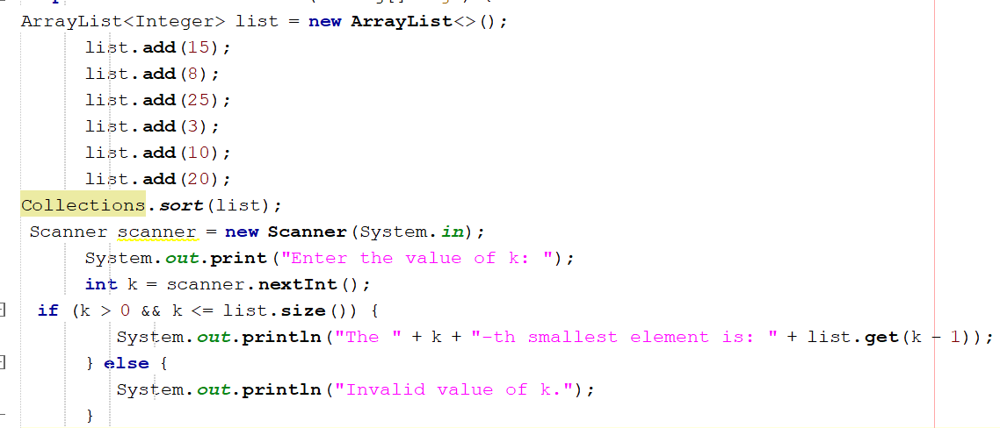 ArrayList<Integer> list = new ArrayList<>();
list.add(15);
list.add(8);
list.add(25);
list.add(3);
list.add(10);
list.add(20);
Collections.sort(list);
Scanner scanner = new Scanner(System.in);
System.out.print("Enter the value of k: ");
int k = scanner.nextInt();
if (k > 0 && k <= list.size()) {
System.out.println("The " + k + "-th smallest element is: " + list.get(k - 1));
} else {
System.out.println("Invalid value of k.");
}